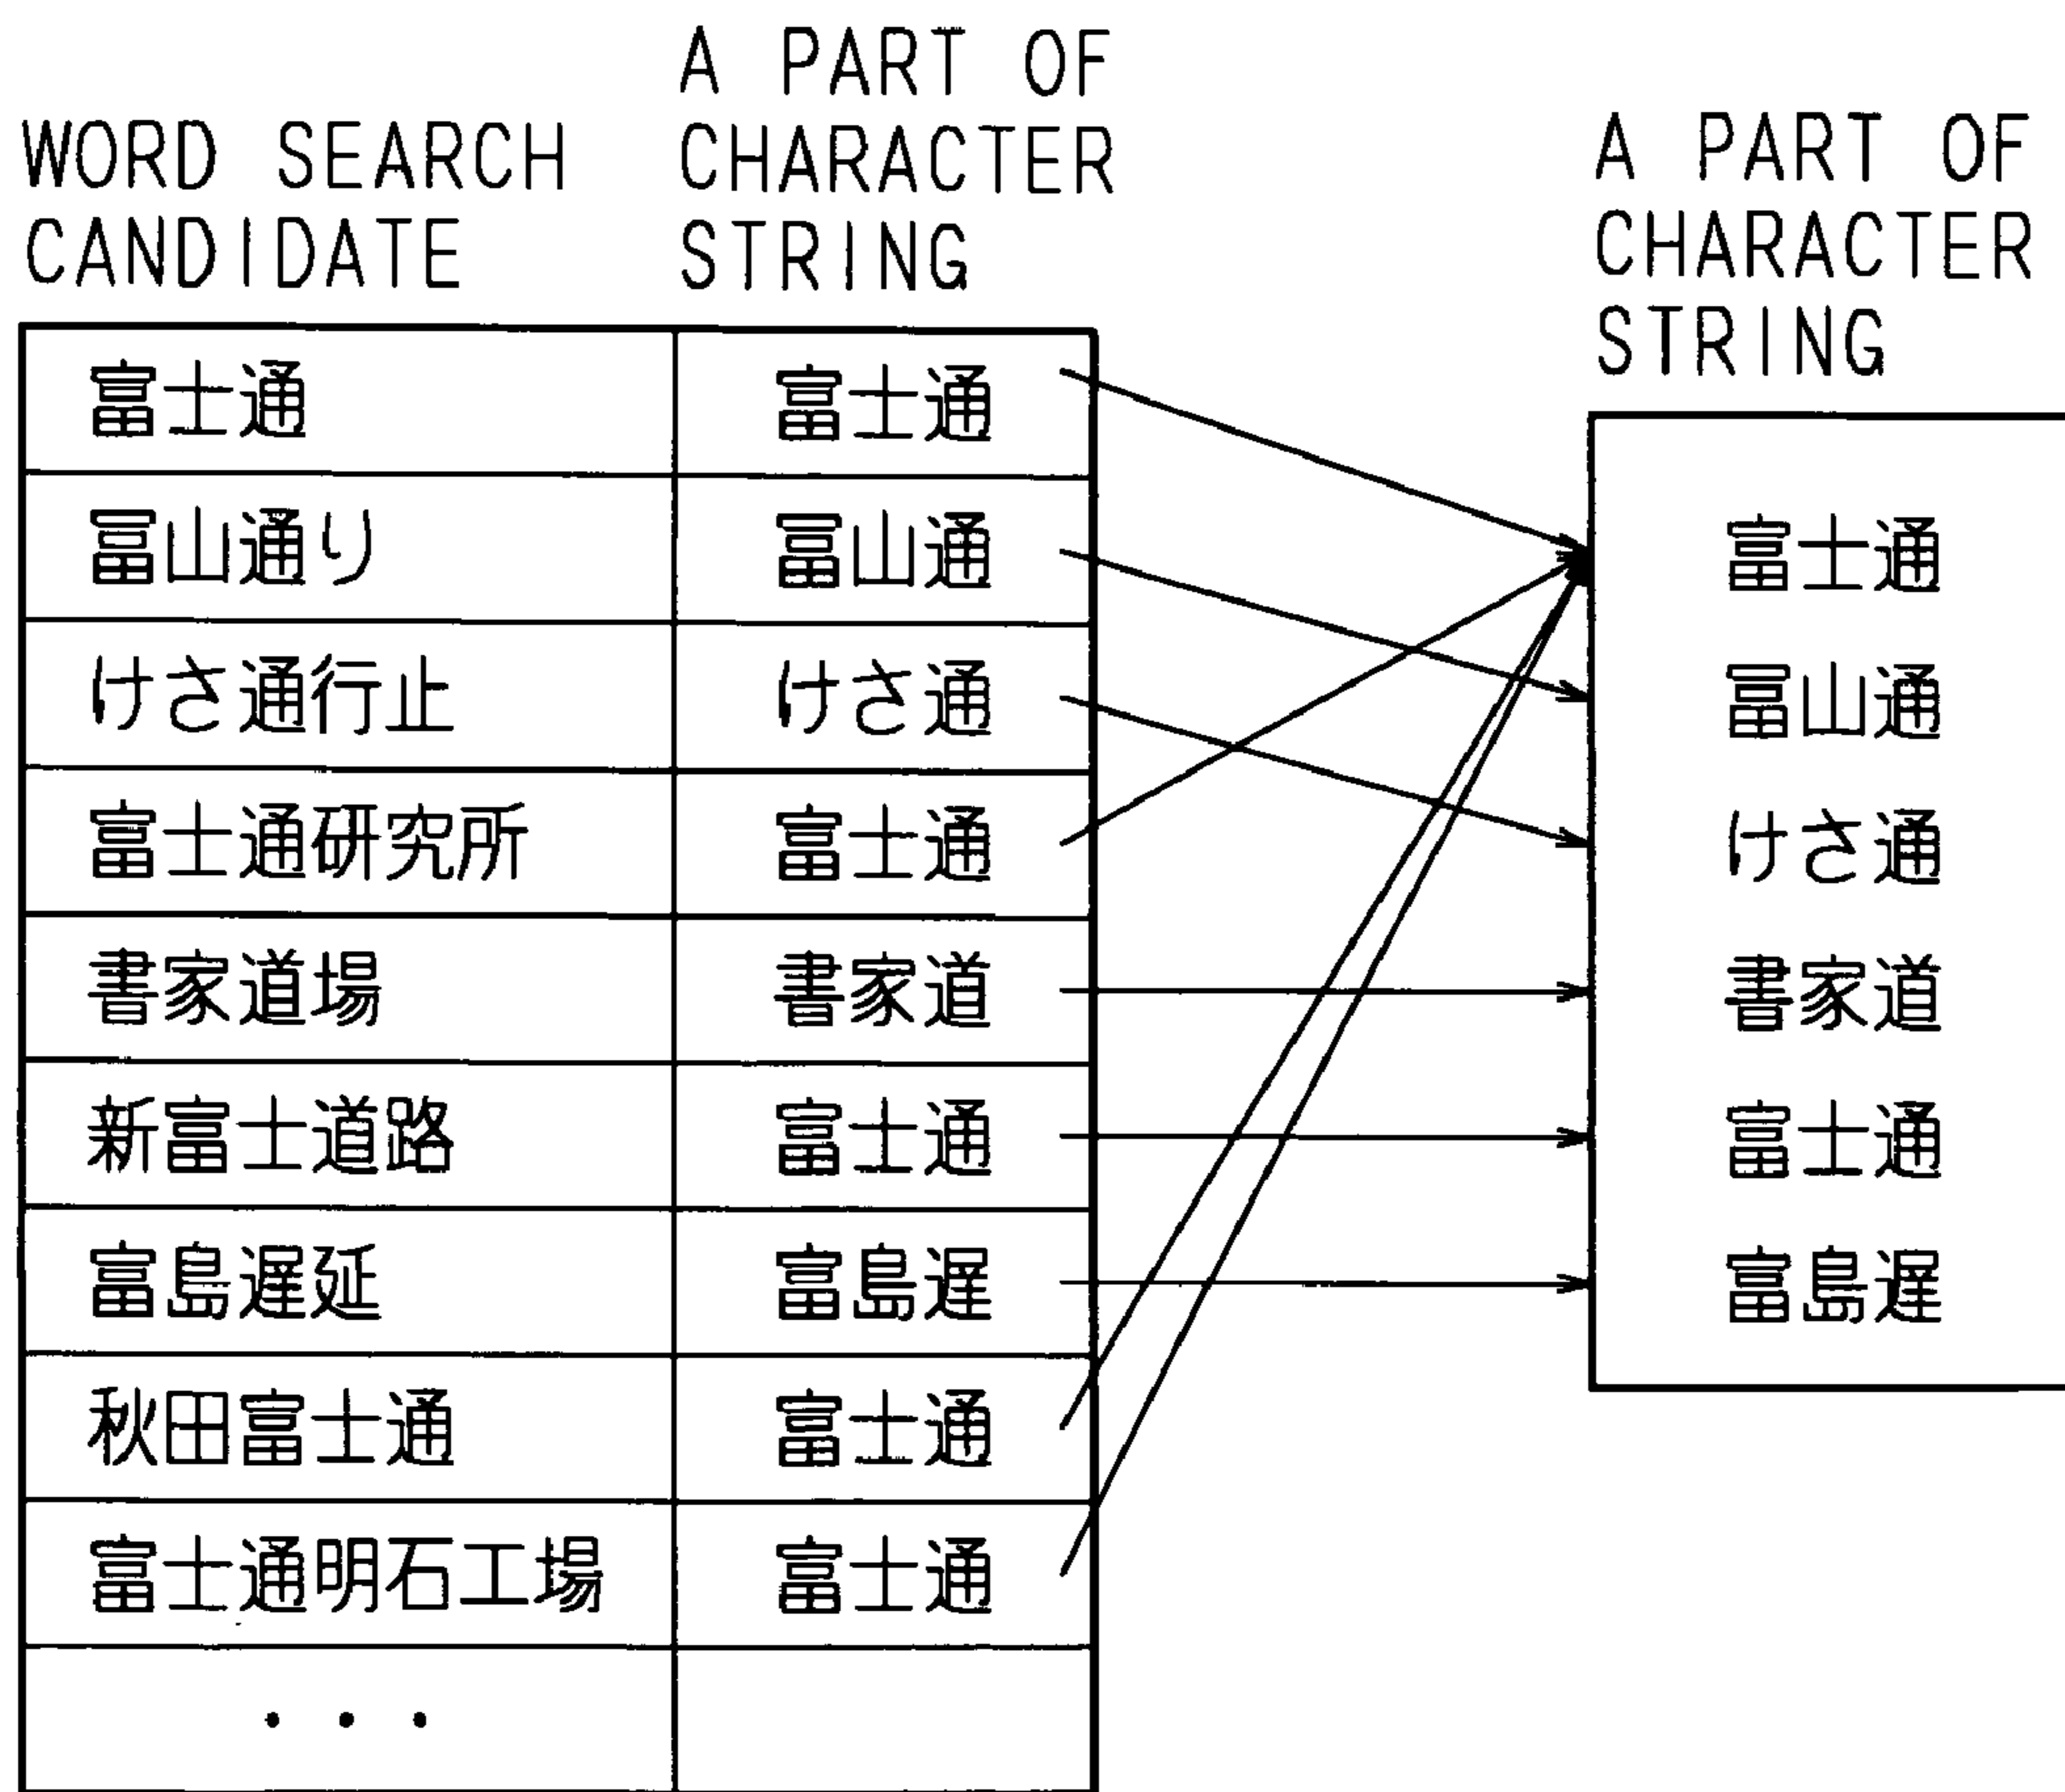 WORD SEARCH
CANDIDATE
A PART OF
CHARACTER
STRING
富士通 富士通
冨山通り 冨山通
けさ通行止 けさ通
富士通研究所 富士通
書家道場 書家道
新富士道路 富士通
富島遅延 富島遅
秋田富士通 富士通
富士通明石工場 富士通
・・・
A PART OF
CHARACTER
STRING
富士通
冨山通
けさ通
書家道
富士通
富島遅